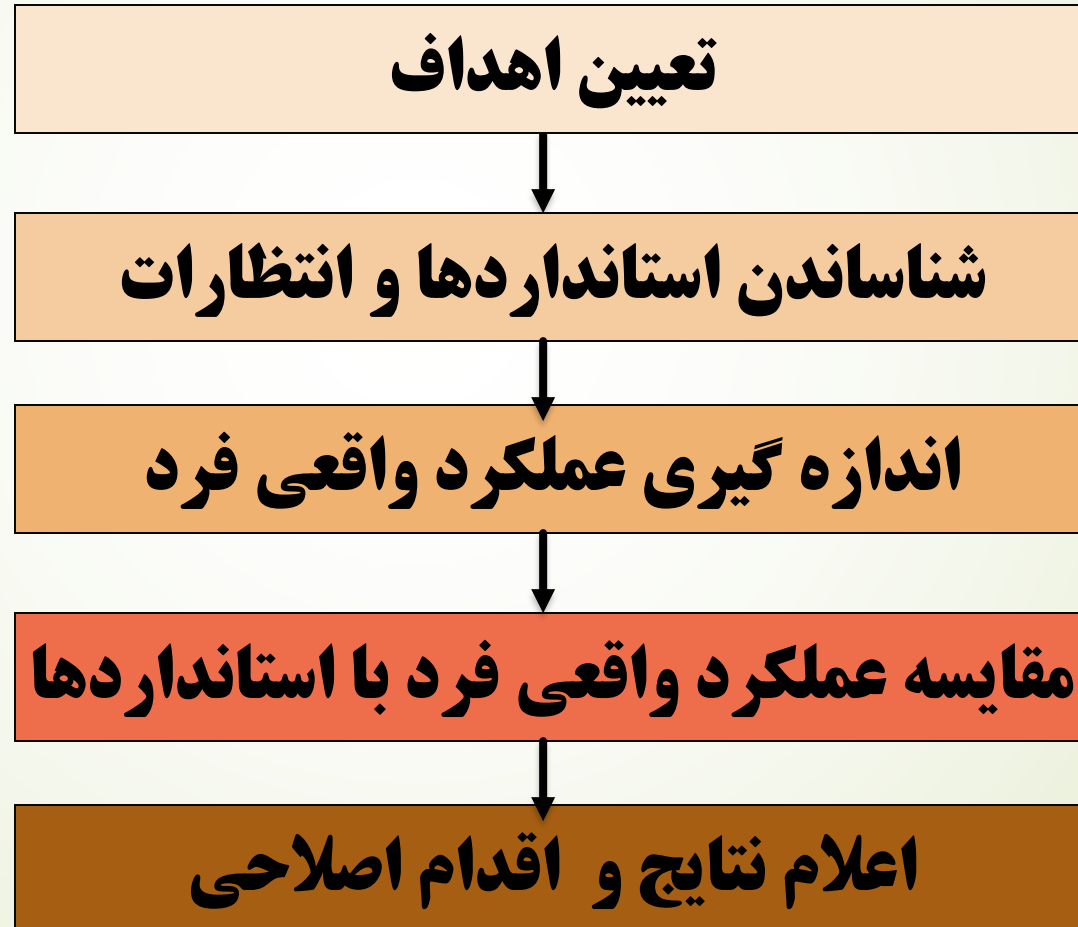 تعیین اهداف
شناساندن استانداردها و انتظارات
اندازه گیری عملکرد واقعی فرد
مقایسه عملکرد واقعی فرد با استانداردها
اعلام نتایج و اقدام اصلاحی